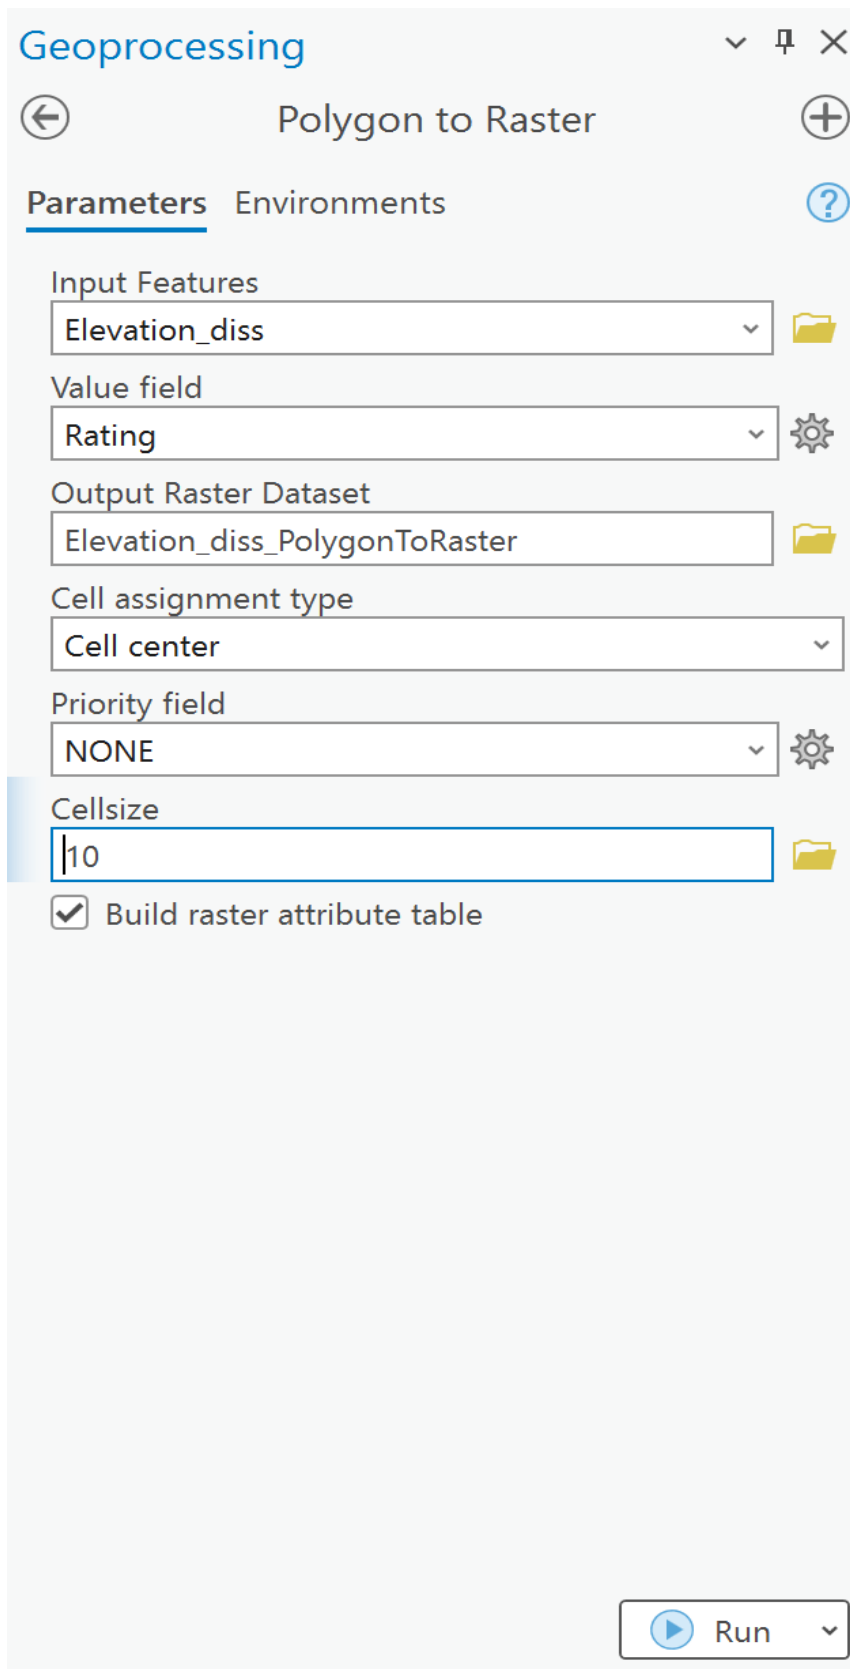 Geoprocessing
Polygon to Raster
Parameters Environments
Input Features
Elevation_diss
Value field
Rating
Output Raster Dataset
Elevation_diss_PolygonToRaster
Cell assignment type
Cell center
Priority field
NONE
Cellsize
10
Build raster attribute table
Run